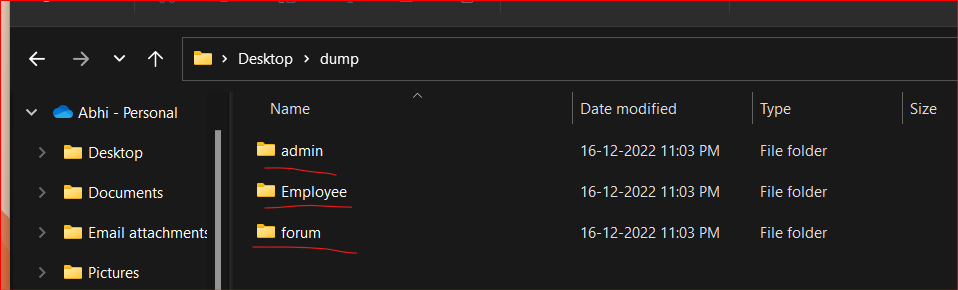 Desktop > dump
Abhi - Personal
Name Date modified Type Size
Desktop
admin 16-12-2022 11:03 PM File folder
Documents
Employee 16-12-2022 11:03 PM File folder
Email attachments
forum 16-12-2022 11:03 PM File folder
Pictures